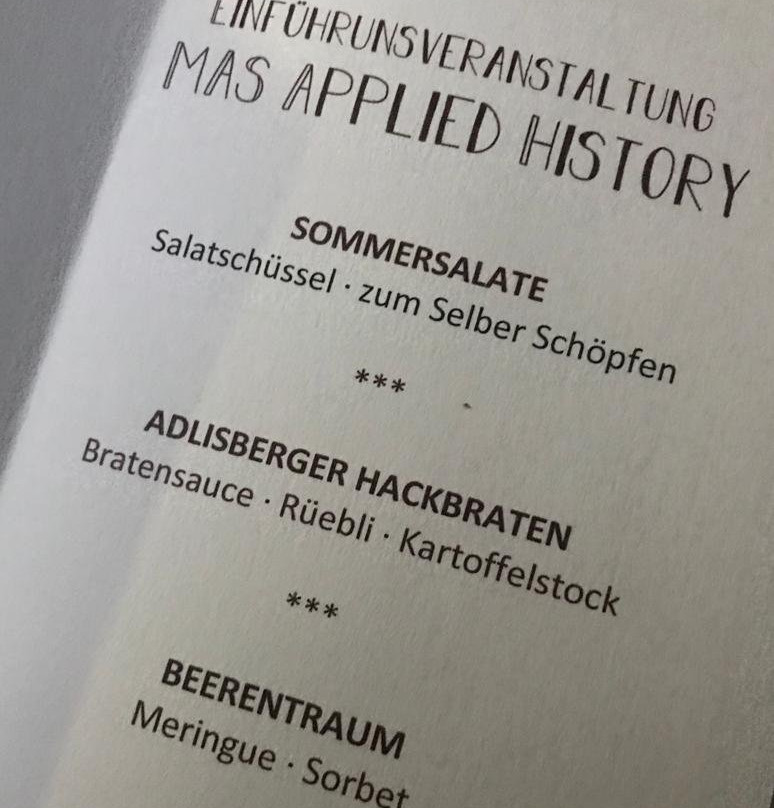 EINFÜHRUNSVERANSTALTUNG
MAS APPLIED HISTORY
SOMMERSALATE
Salatschüssel · zum Selber Schöpfen
***
ADLISBERGER HACKBRATEN
Bratensauce · Rüebli · Kartoffelstock
***
BEERENTRAUM
Meringue · Sorbet